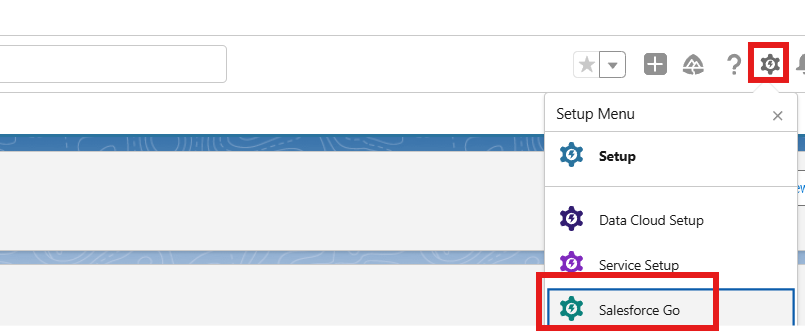 Setup Menu
Setup
Data Cloud Setup
Service Setup
Salesforce Go